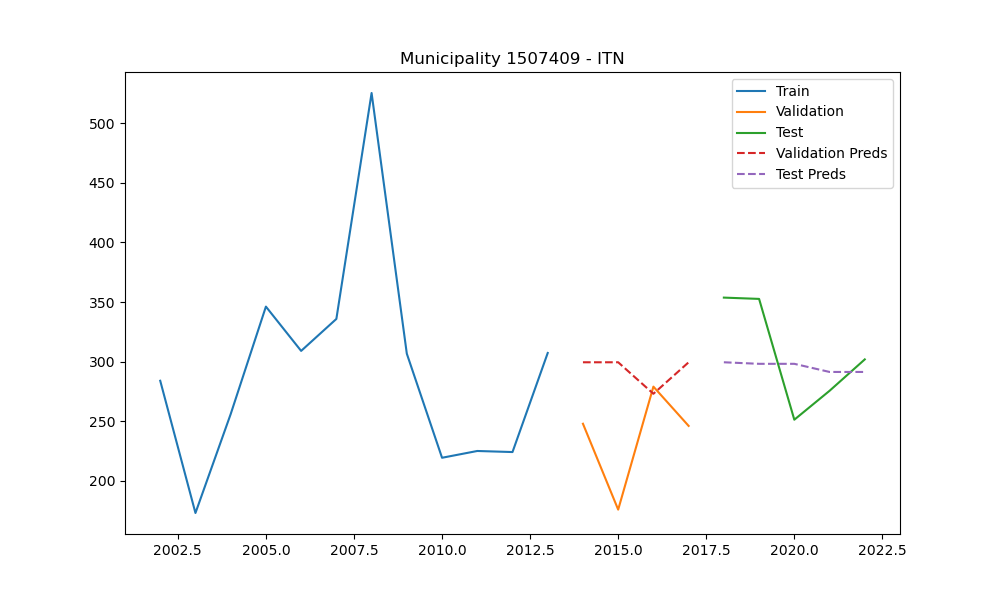 Municipality 1507409 - ITN
Train
Validation
Test
Validation Preds
Test Preds
500
450
400
350
300
250
200
2002.5 2005.0 2007.5 2010.0 2012.5 2015.0 2017.5 2020.0 2022.5